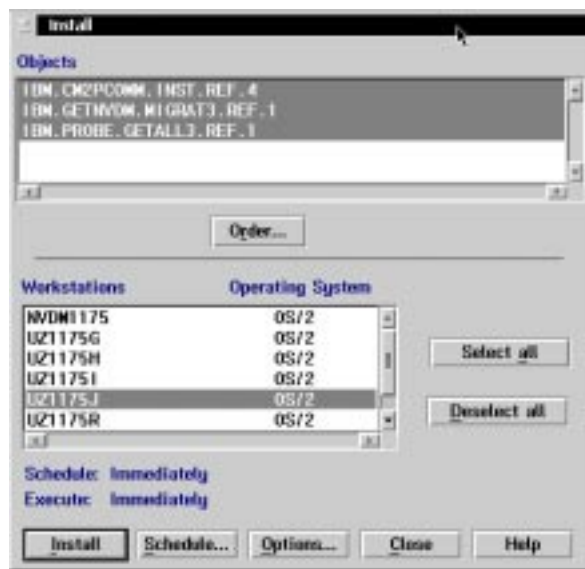 Install
Objects
IBM.CM2PCOMM.INST.REF.4
IBM.GETNVDM.MIGRAT3.REF.1
IBM.PROBE.GETALL3.REF.1
Order...
Workstations Operating System
NVDM1175 OS/2
UZ1175G OS/2
UZ1175H OS/2
UZ1175I OS/2
UZ1175J OS/2
UZ1175R OS/2
Select all
Deselect all
Schedule: Immediately
Execute: Immediately
Install Schedule... Options... Close Help